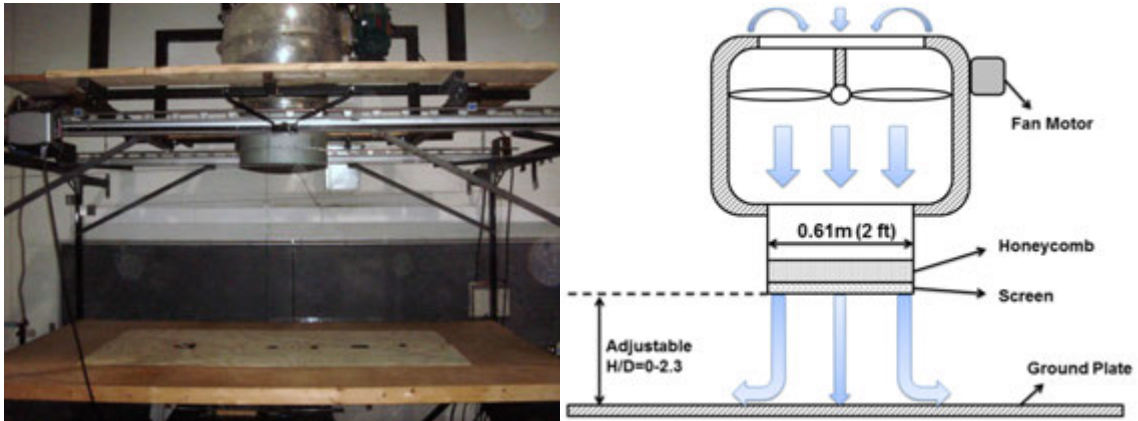 Fan Motor
0.61m (2 ft)
Honeycomb
Screen
Adjustable
H/D=0-2.3
Ground Plate